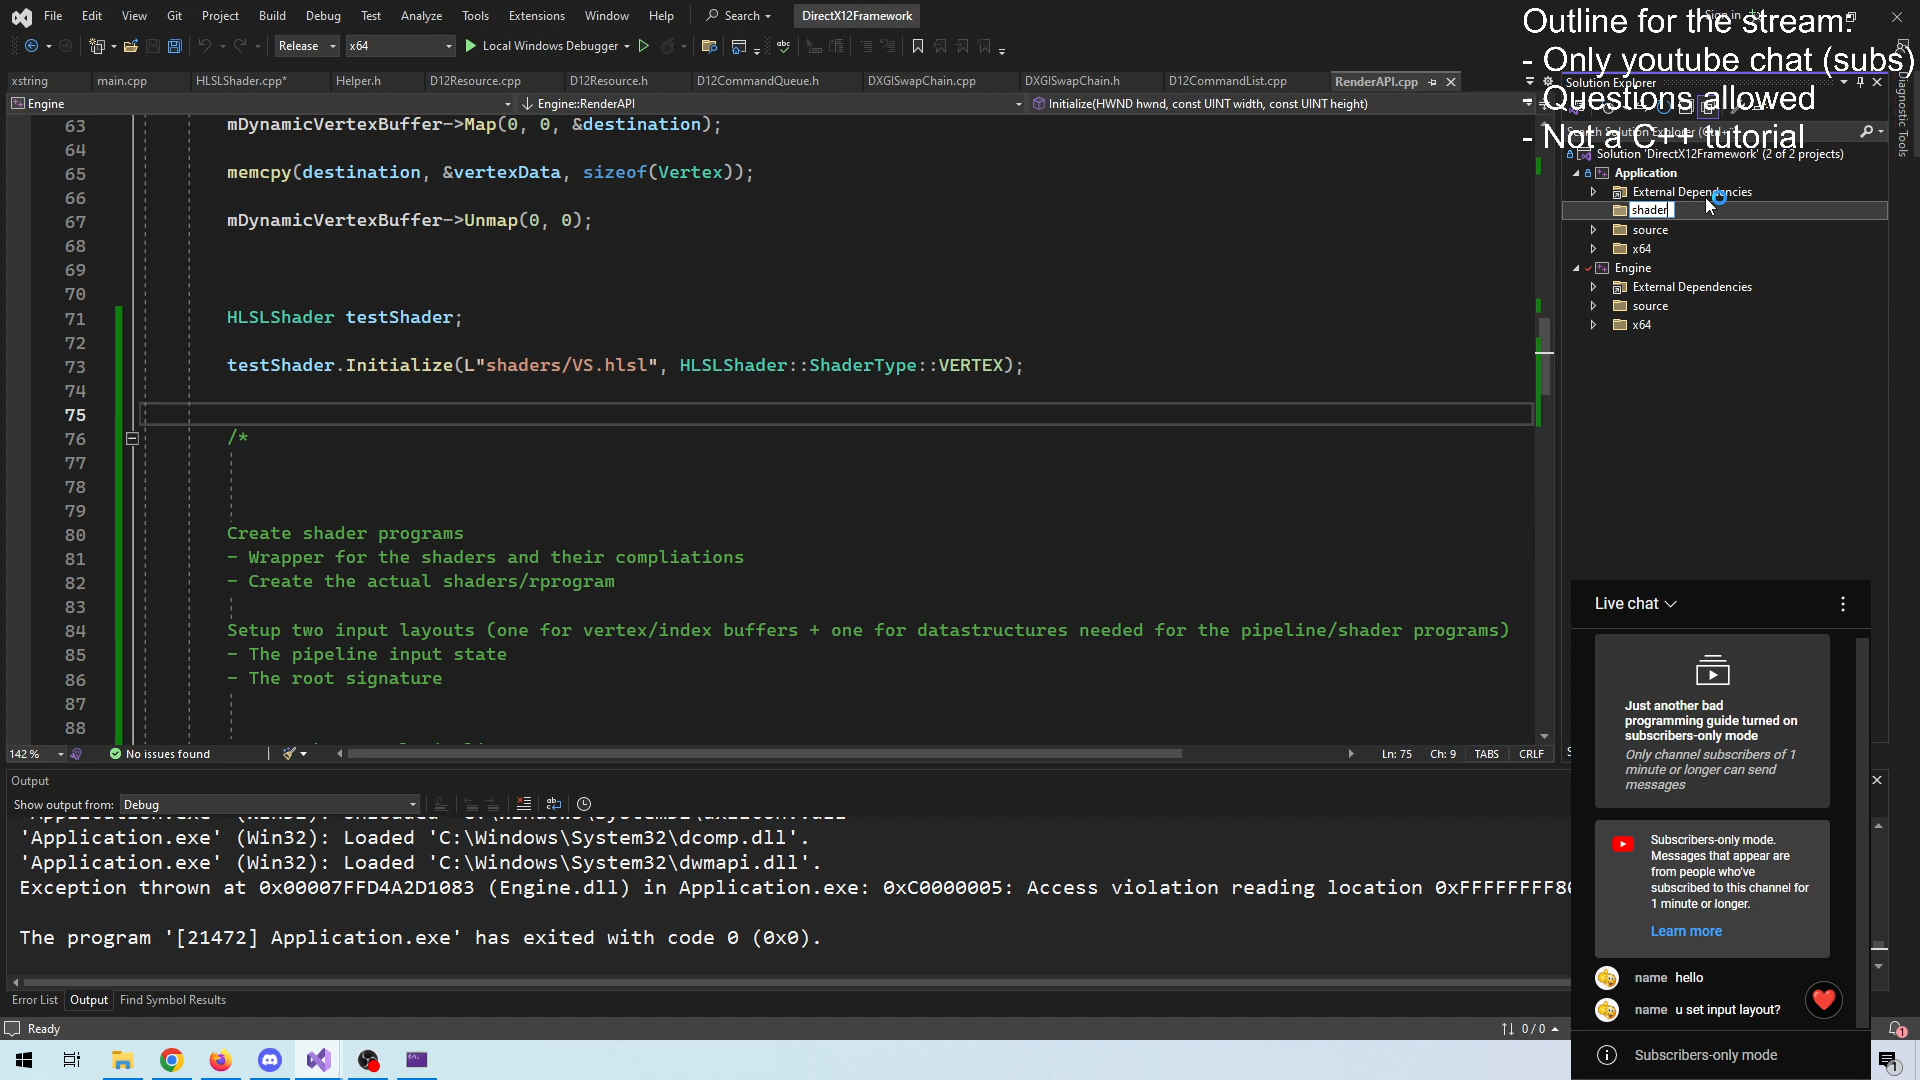 File Edit View Git Project Build Debug Test Analyze Tools Extensions Window Help Search DirectX12Framework
Outline for the stream:
- Only youtube chat (subs)
- Questions allowed
- Not a C++ tutorial
Release x64 Local Windows Debugger
xstring main.cpp HLSLShader.cpp* Helper.h D12Resource.cpp D12Resource.h D12CommandQueue.h DXGISwapChain.cpp DXGISwapChain.h D12CommandList.cpp RenderAPI.cpp
Engine Engine::RenderAPI Initialize(HWND hwnd, const UINT width, const UINT height)
63 mDynamicVertexBuffer->Map(0, 0, &destination);
64
65 memcpy(destination, &vertexData, sizeof(Vertex));
66
67 mDynamicVertexBuffer->Unmap(0, 0);
68
69
70
71 HLSLShader testShader;
72
73 testShader.Initialize(L"shaders/VS.hlsl", HLSLShader::ShaderType::VERTEX);
74
75
76 /*
77
78
79
80 Create shader programs
81 - Wrapper for the shaders and their compliations
82 - Create the actual shaders/rprogram
83
84 Setup two input layouts (one for vertex/index buffers + one for datastructures needed for the pipeline/shader programs)
85 - The pipeline input state
86 - The root signature
87
88
142 % No issues found Ln: 75 Ch: 9 TABS CRLF
Solution Explorer
Solution 'DirectX12Framework' (2 of 2 projects)
Application
External Dependencies
shader
source
x64
Engine
External Dependencies
source
x64
Diagnostic Tools
Output
Show output from: Debug
'Application.exe' (Win32): Loaded 'C:\Windows\System32\dcomp.dll'.
'Application.exe' (Win32): Loaded 'C:\Windows\System32\dwmapi.dll'.
Exception thrown at 0x00007FFD4A2D1083 (Engine.dll) in Application.exe: 0xC0000005: Access violation reading location
The program '[21472] Application.exe' has exited with code 0 (0x0).
Error List Output Find Symbol Results
Ready 0 / 0
Live chat
Just another bad
programming guide turned on
subscribers-only mode
Only channel subscribers of 1
minute or longer can send
messages
Subscribers-only mode.
Messages that appear are
from people who've
subscribed to this channel for
1 minute or longer.
Learn more
name hello
name u set input layout?
Subscribers-only mode
1
1